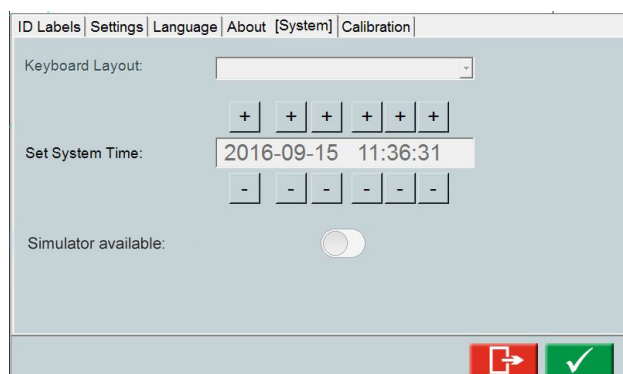 ID Labels Settings Language About [System] Calibration
Keyboard Layout:
+ + + + + +
Set System Time: 2016-09-15 11:36:31
- - - - - -
Simulator available: